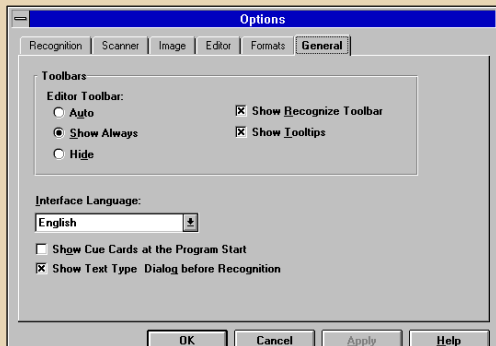 Options
Recognition Scanner Image Editor Formats General
Toolbars
Editor Toolbar:
Auto Show Recognize Toolbar
Show Always Show Tooltips
Hide
Interface Language:
English
Show Cue Cards at the Program Start
Show Text Type Dialog before Recognition
OK Cancel Apply Help